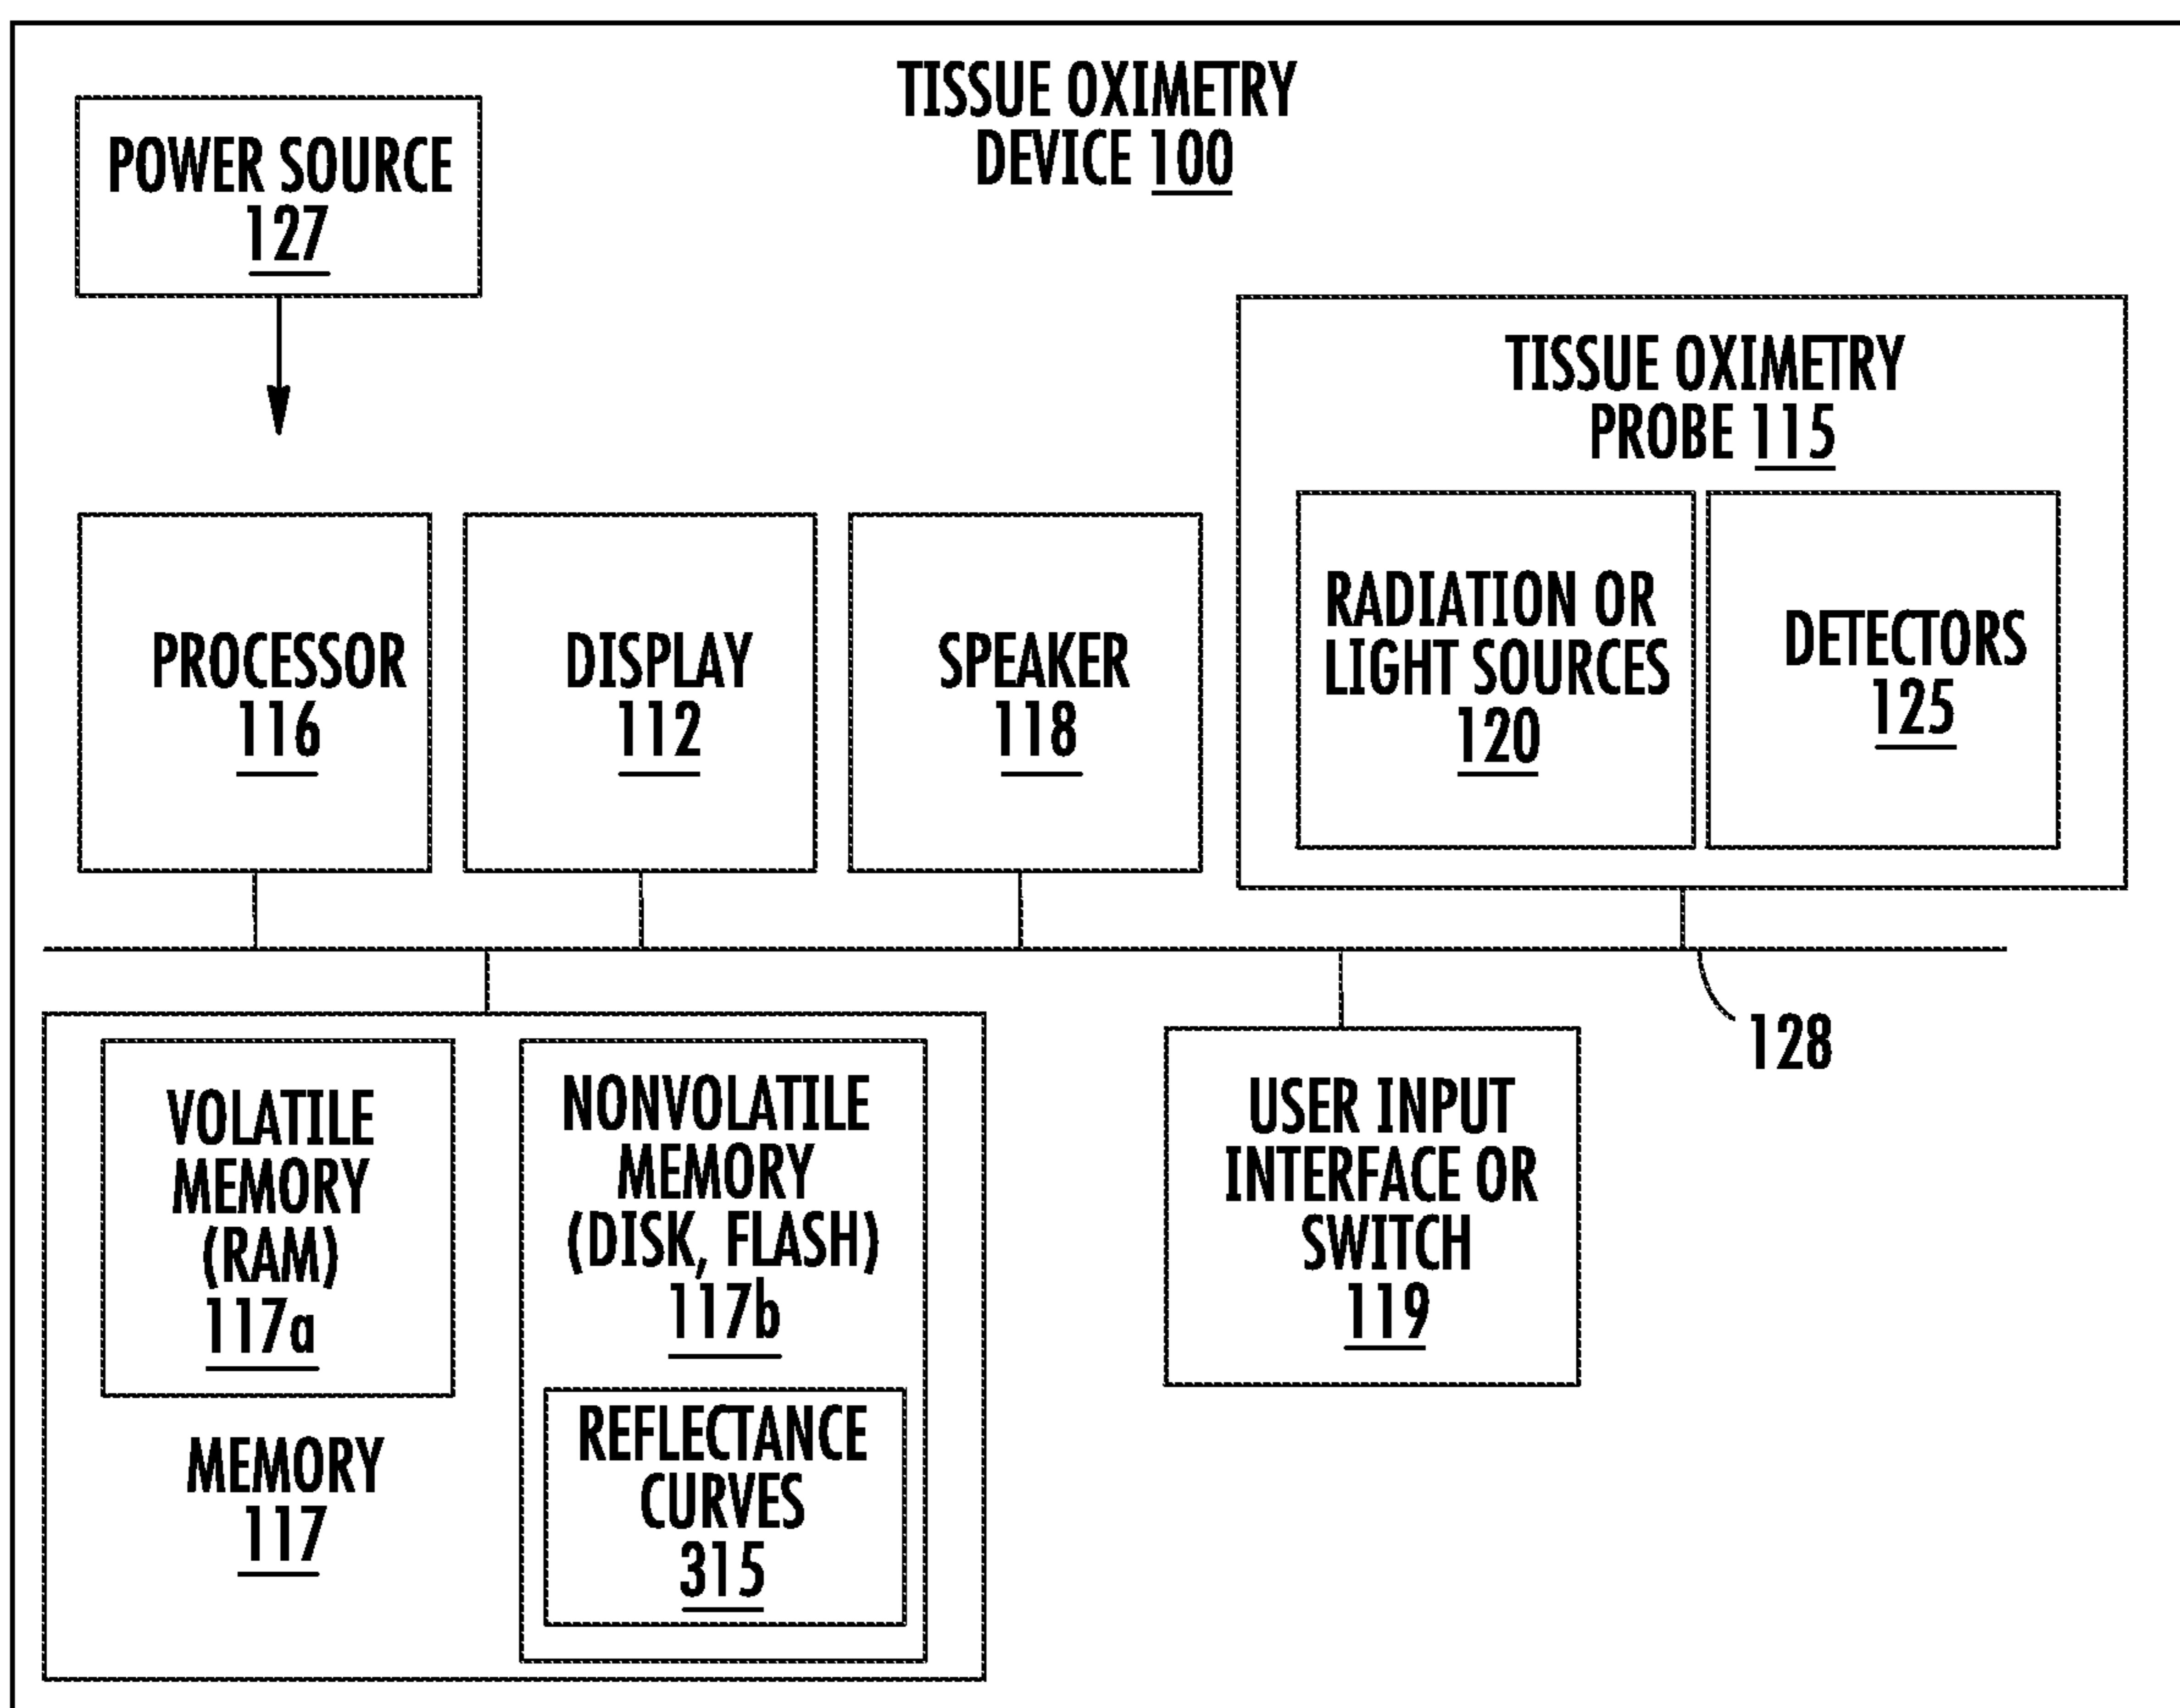 TISSUE OXIMETRY
DEVICE 100
POWER SOURCE
127
TISSUE OXIMETRY
PROBE 115
PROCESSOR
116
DISPLAY
112
SPEAKER
118
RADIATION OR
LIGHT SOURCES
120
DETECTORS
125
128
VOLATILE
MEMORY
(RAM)
117a
MEMORY
117
NONVOLATILE
MEMORY
(DISK, FLASH)
117b
REFLECTANCE
CURVES
315
USER INPUT
INTERFACE OR
SWITCH
119